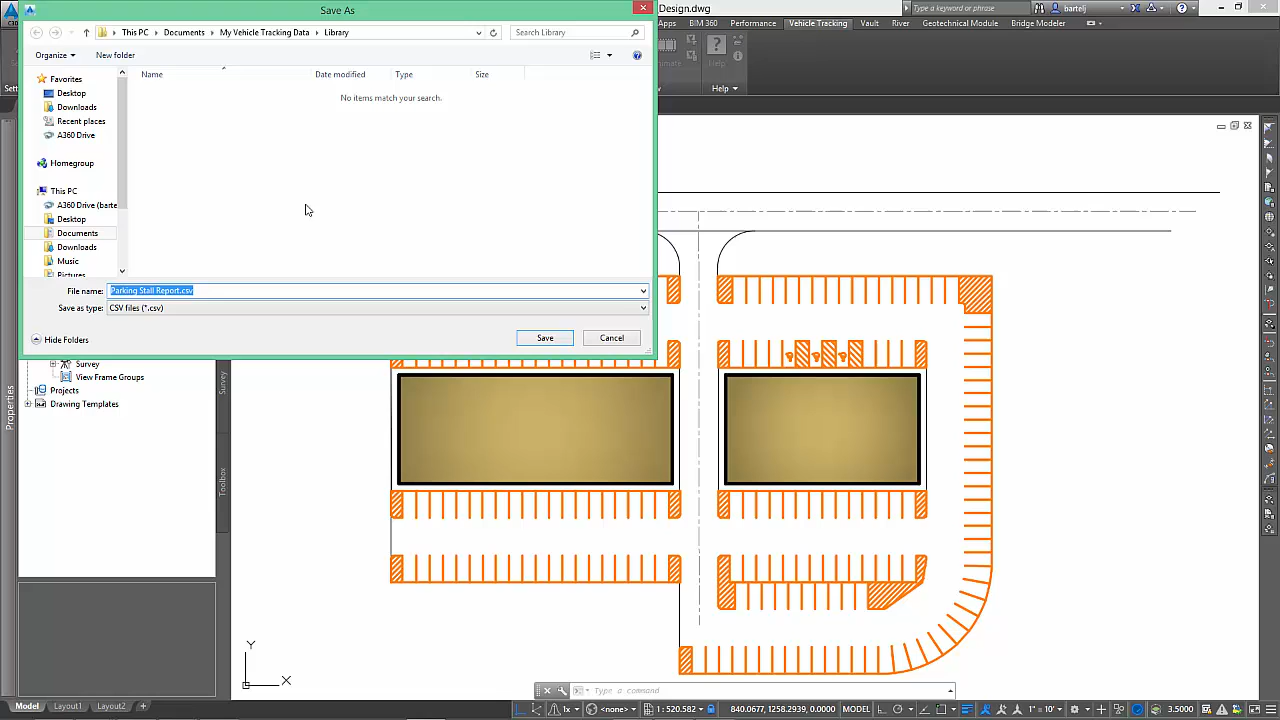 Save As
Design.dwg
Type a keyword or phrase
bartelj
This PC
Documents
My Vehicle Tracking Data
Library
Search Library
Apps
BIM 360
Performance
Vehicle Tracking
Vault
River
Geotechnical Module
Bridge Modeler
Organize
New folder
Help
Help
Name
Date modified
Type
Size
No items match your search.
Favorites
Desktop
Downloads
Recent places
A360 Drive
Homegroup
This PC
A360 Drive (barte
Desktop
Documents
Downloads
Music
Pictures
File name:
Parking Stall Report.csv
Save as type:
CSV files (*.csv)
Hide Folders
Save
Cancel
Survey
View Frame Groups
Projects
Drawing Templates
Properties
Survey
Toolbox
Y
X
Type a command
Model
Layout1
Layout2
1x
<none>
1 : 520.582
840.0677, 1258.2939, 0.0000
MODEL
1" = 10'
3.5000